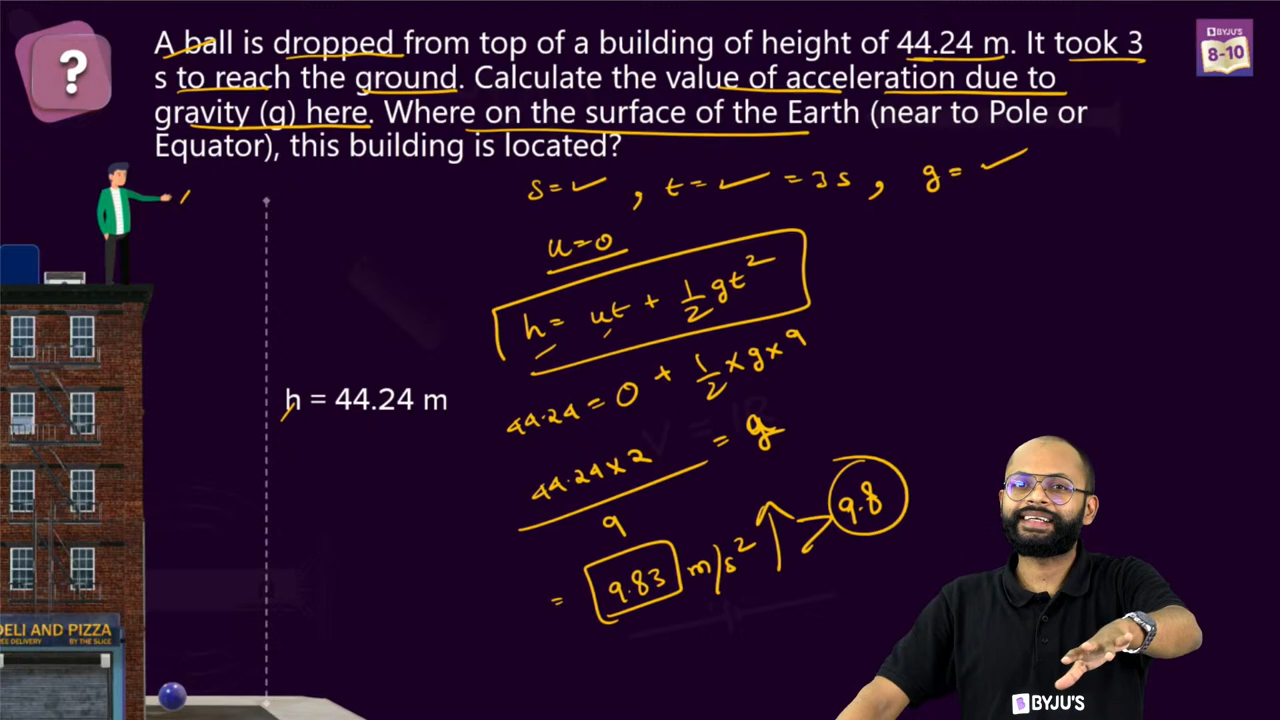 A ball is dropped from top of a building of height of 44.24 m. It took 3
s to reach the ground. Calculate the value of acceleration due to
gravity (g) here. Where on the surface of the Earth (near to Pole or
Equator), this building is located?
?
BYJU'S
8-10
s = ✓ , t = ✓ = 3 s , g = ✓
u = 0
h = ut + 1/2 gt²
44.24 = 0 + 1/2 × g × 9
44.24 × 2 / 9 = g
= 9.83 m/s² ↑ > 9.8
h = 44.24 m
DELI AND PIZZA
BY THE SLICE
BYJU'S